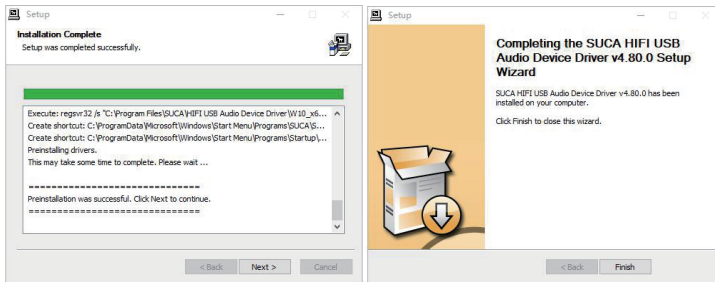 Setup
Installation Complete
Setup was completed successfully.
Execute: regsvr32 /s "C:\Program Files\SUCA\HIFI USB Audio Device Driver\W10_x6...
Create shortcut: C:\ProgramData\Microsoft\Windows\Start Menu\Programs\SUCA\S...
Create shortcut: C:\ProgramData\Microsoft\Windows\Start Menu\Programs\Startup\...
Preinstalling drivers.
This may take some time to complete. Please wait ...
==============================
Preinstallation was successful. Click Next to continue.
==============================
< Back
Next >
Cancel
Setup
Completing the SUCA HIFI USB
Audio Device Driver v4.80.0 Setup
Wizard
SUCA HIFI USB Audio Device Driver v4.80.0 has been
installed on your computer.
Click Finish to close this wizard.
< Back
Finish